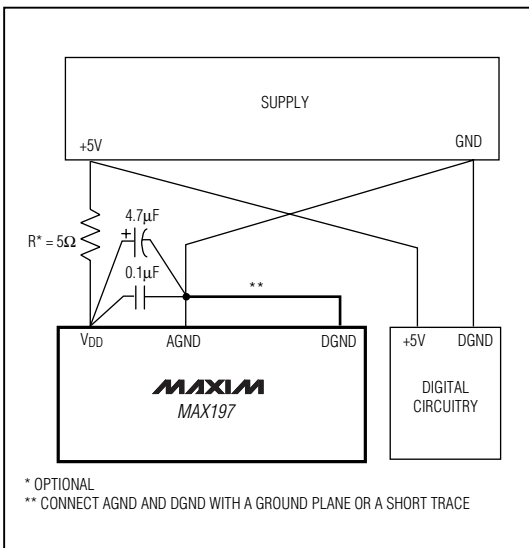 SUPPLY
+5V
GND
R* = 5Ω
4.7µF
+
0.1µF
**
VDD
AGND
DGND
+5V
DGND
MAXIM
MAX197
DIGITAL
CIRCUITRY
* OPTIONAL
** CONNECT AGND AND DGND WITH A GROUND PLANE OR A SHORT TRACE